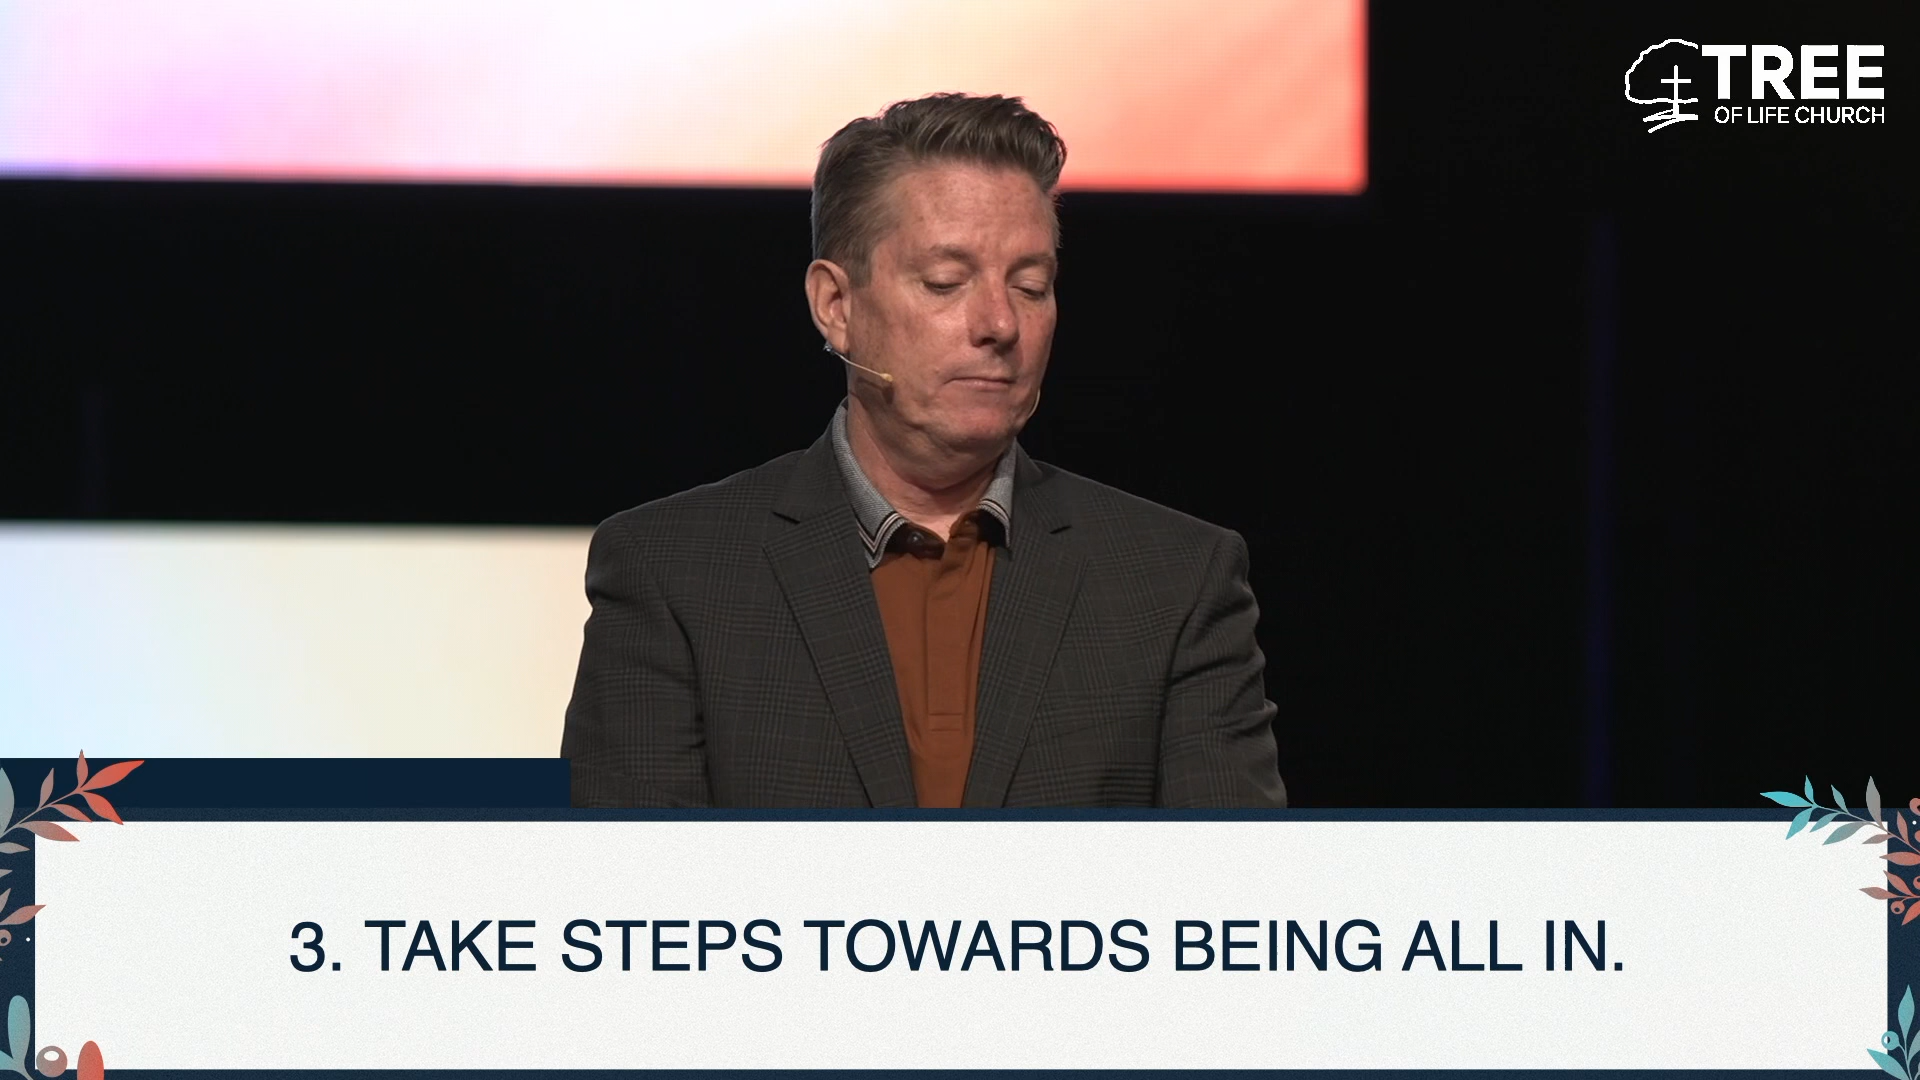 TREE
OF LIFE CHURCH
3. TAKE STEPS TOWARDS BEING ALL IN.